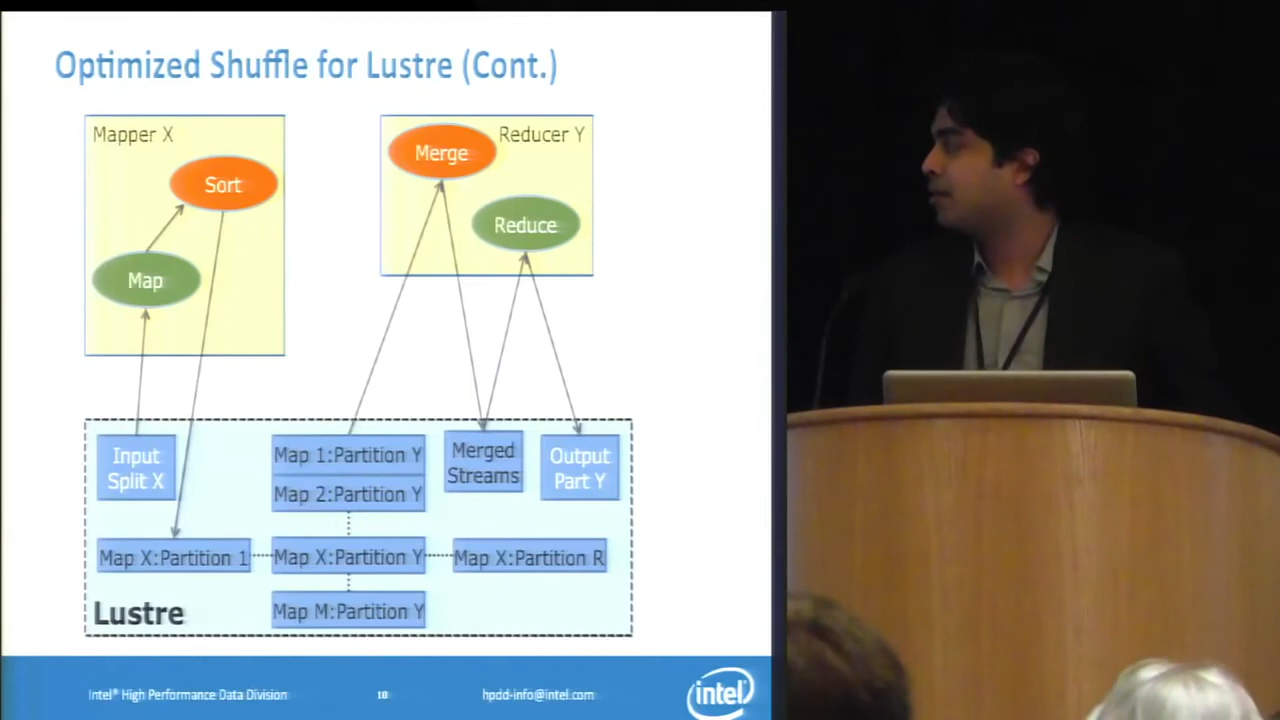 Optimized Shuffle for Lustre (Cont.)
Mapper X
Sort
Map
Merge
Reducer Y
Reduce
Input
Split X
Map 1:Partition Y
Map 2:Partition Y
Merged
Streams
Output
Part Y
Map X:Partition 1
Map X:Partition Y
Map X:Partition R
Map M:Partition Y
Lustre
Intel® High Performance Data Division
10
hpdd-info@intel.com
intel